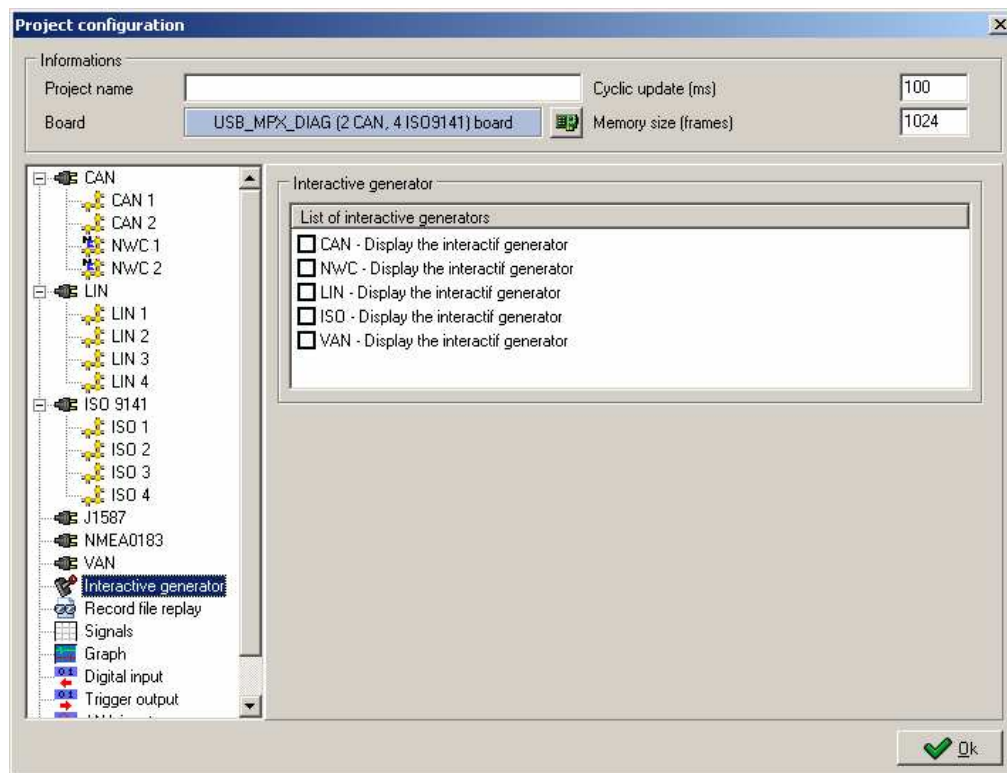 Project configuration
Informations
Project name
Cyclic update (ms)
100
Board
USB_MPX_DIAG (2 CAN, 4 ISO9141) board
Memory size (frames)
1024
CAN
CAN 1
CAN 2
NWC 1
NWC 2
LIN
LIN 1
LIN 2
LIN 3
LIN 4
ISO 9141
ISO 1
ISO 2
ISO 3
ISO 4
J1587
NMEA0183
VAN
Interactive generator
Record file replay
Signals
Graph
Digital input
Trigger output
Interactive generator
List of interactive generators
CAN - Display the interactif generator
NWC - Display the interactif generator
LIN - Display the interactif generator
ISO - Display the interactif generator
VAN - Display the interactif generator
Ok